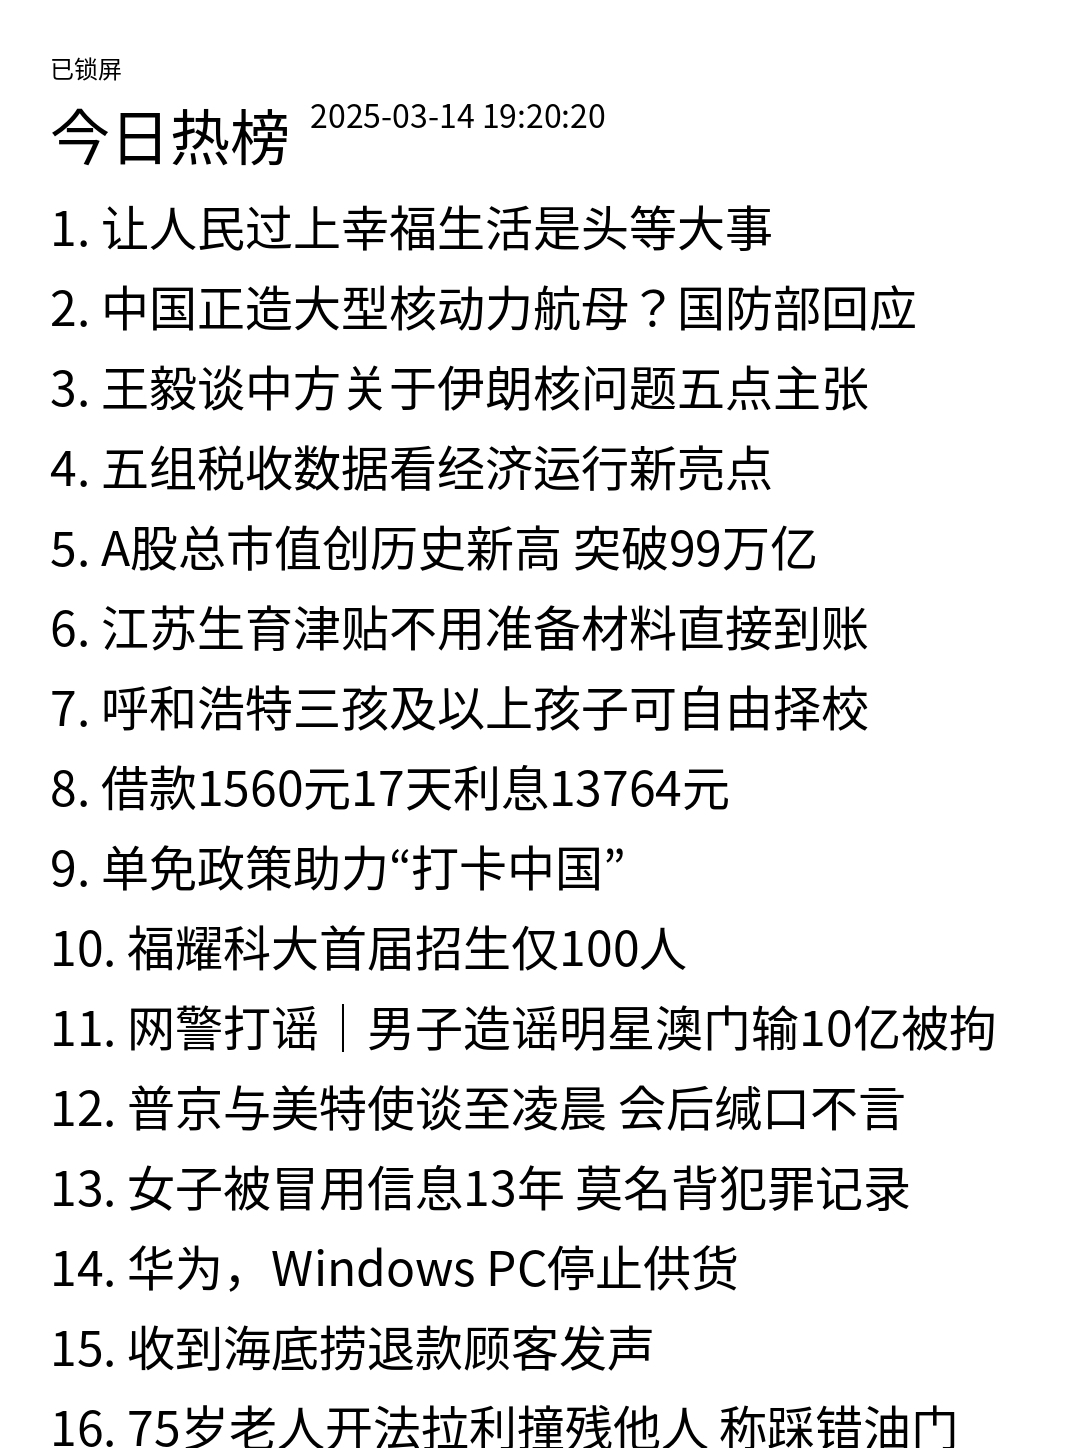 已锁屏
今日热榜 2025-03-14 19:20:20
1. 让人民过上幸福生活是头等大事
2. 中国正造大型核动力航母？国防部回应
3. 王毅谈中方关于伊朗核问题五点主张
4. 五组税收数据看经济运行新亮点
5. A股总市值创历史新高 突破99万亿
6. 江苏生育津贴不用准备材料直接到账
7. 呼和浩特三孩及以上孩子可自由择校
8. 借款1560元17天利息13764元
9. 单免政策助力“打卡中国”
10. 福耀科大首届招生仅100人
11. 网警打谣｜男子造谣明星澳门输10亿被拘
12. 普京与美特使谈至凌晨 会后缄口不言
13. 女子被冒用信息13年 莫名背犯罪记录
14. 华为，Windows PC停止供货
15. 收到海底捞退款顾客发声
16. 75岁老人开法拉利撞残他人 称踩错油门